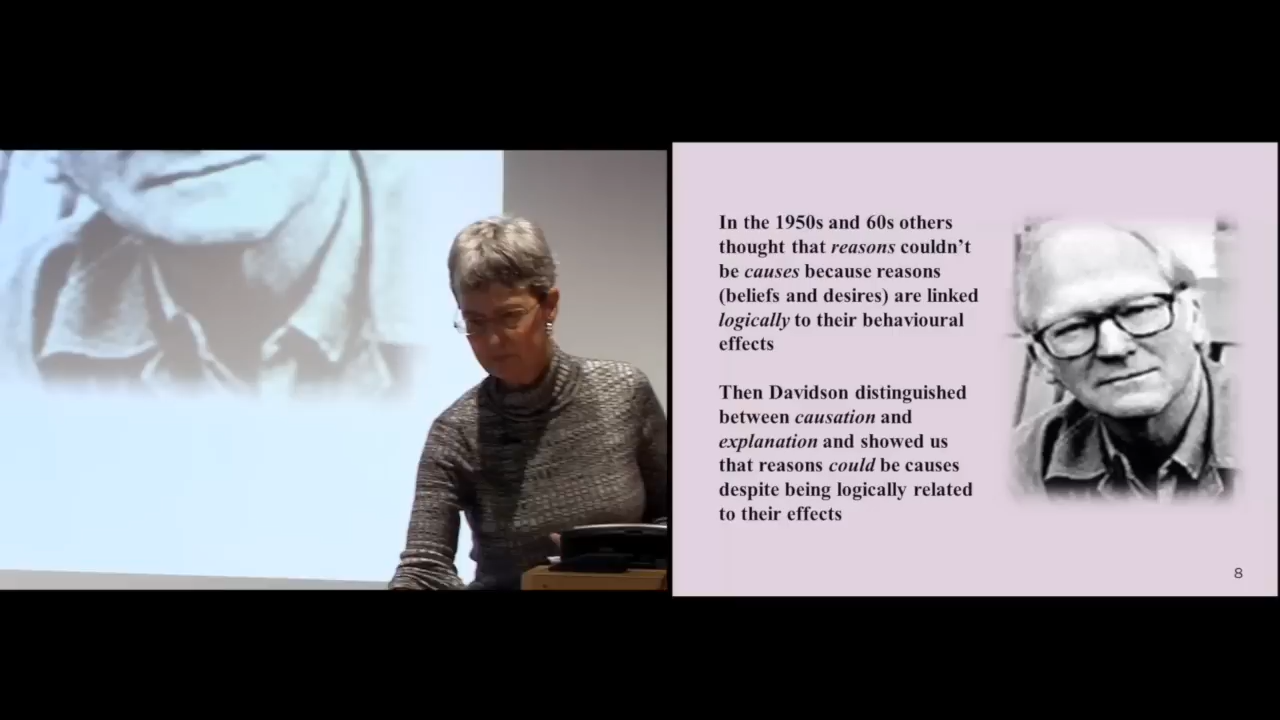 In the 1950s and 60s others
thought that reasons couldn't
be causes because reasons
(beliefs and desires) are linked
logically to their behavioural
effects
Then Davidson distinguished
between causation and
explanation and showed us
that reasons could be causes
despite being logically related
to their effects
8